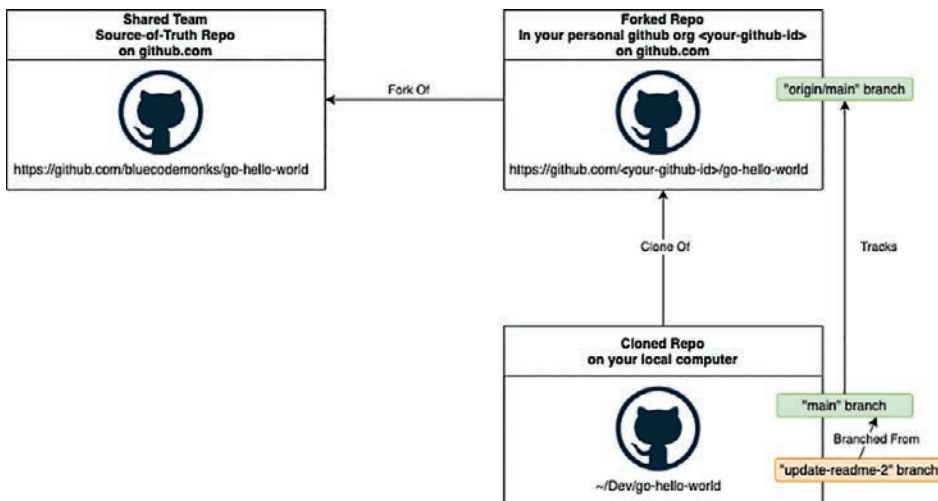 Shared Team
Source-of-Truth Repo
on github.com
https://github.com/bluecodemonks/go-hello-world
Fork Of
Forked Repo
In your personal github org <your-github-id>
on github.com
"origin/main" branch
https://github.com/<your-github-id>/go-hello-world
Clone Of
Tracks
Cloned Repo
on your local computer
"main" branch
Branched From
"update-readme-2" branch
~/Dev/go-hello-world